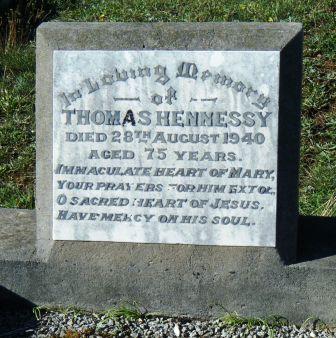 In Loving Memory
of
THOMAS HENNESSY
DIED 28TH AUGUST 1940
AGED 75 YEARS.
IMMACULATE HEART OF MARY,
YOUR PRAYERS FOR HIM EXTOL,
O SACRED HEART OF JESUS.
HAVE MERCY ON HIS SOUL.